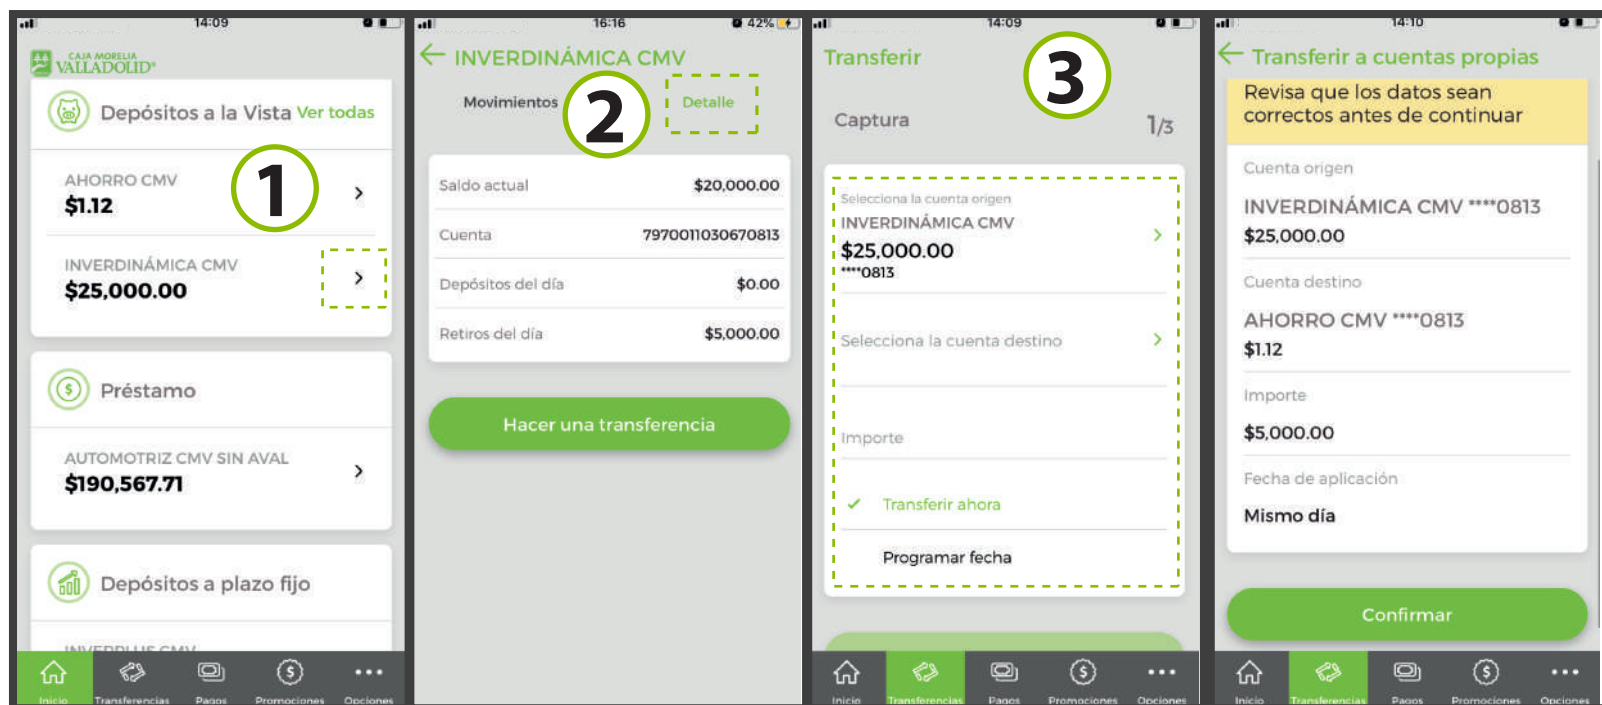 14:09
CAJA MORELIA
VALLADOLID®
Depósitos a la Vista Ver todas
1
AHORRO CMV
$1.12
INVERDINÁMICA CMV
$25,000.00
Préstamo
AUTOMOTRIZ CMV SIN AVAL
$190,567.71
Depósitos a plazo fijo
INVERPLUS CMV
Inicio Transferencias Pagos Promociones Opciones
16:16 42%
INVERDINÁMICA CMV
2
Movimientos Detalle
Saldo actual $20,000.00
Cuenta 7970011030670813
Depósitos del día $0.00
Retiros del día $5,000.00
Hacer una transferencia
14:09
Transferir
3
Captura 1/3
Selecciona la cuenta origen
INVERDINÁMICA CMV
$25,000.00
****0813
Selecciona la cuenta destino
Importe
Transferir ahora
Programar fecha
Inicio Transferencias Pagos Promociones Opciones
14:10
Transferir a cuentas propias
Revisa que los datos sean
correctos antes de continuar
Cuenta origen
INVERDINÁMICA CMV ****0813
$25,000.00
Cuenta destino
AHORRO CMV ****0813
$1.12
Importe
$5,000.00
Fecha de aplicación
Mismo día
Confirmar
Inicio Transferencias Pagos Promociones Opciones